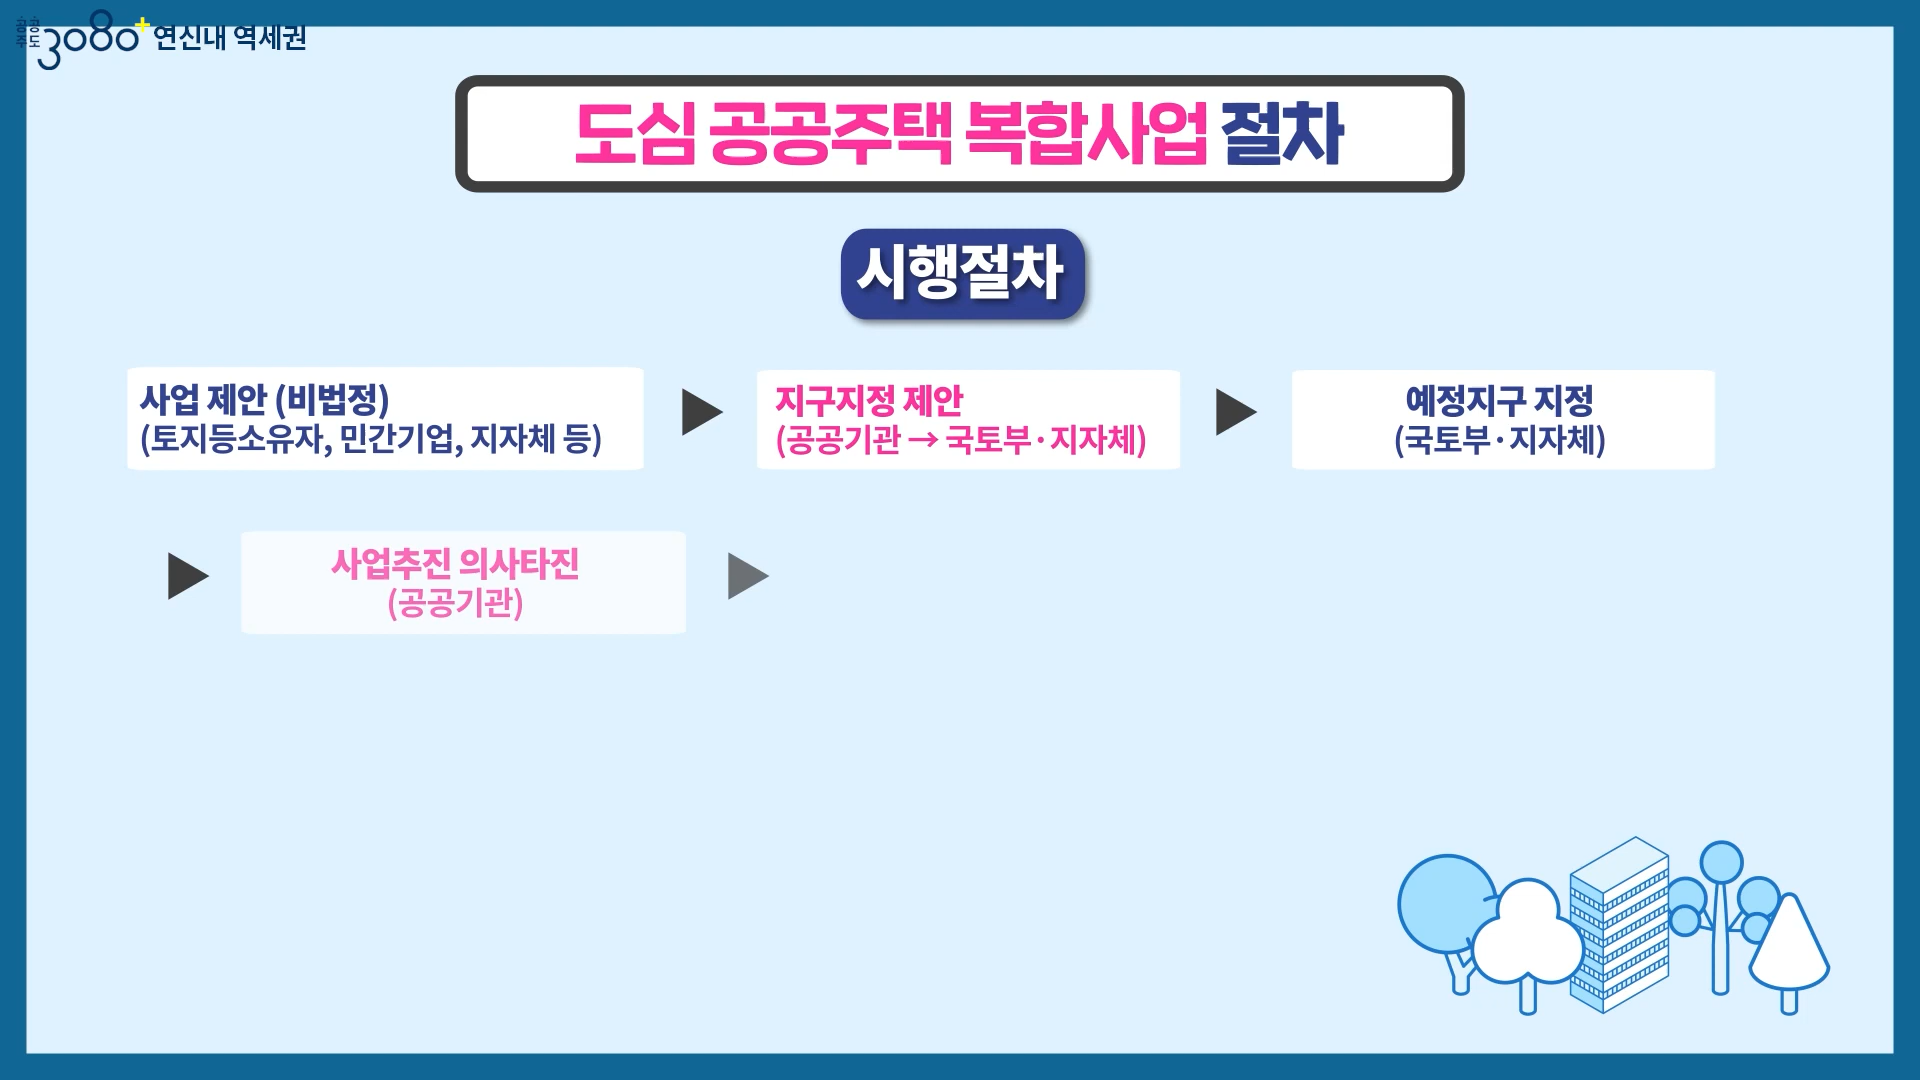 공공주도 3080+ 연신내 역세권
도심 공공주택 복합사업 절차
시행절차
사업 제안 (비법정)
(토지등소유자, 민간기업, 지자체 등)
지구지정 제안
(공공기관 → 국토부·지자체)
예정지구 지정
(국토부·지자체)
사업추진 의사타진
(공공기관)